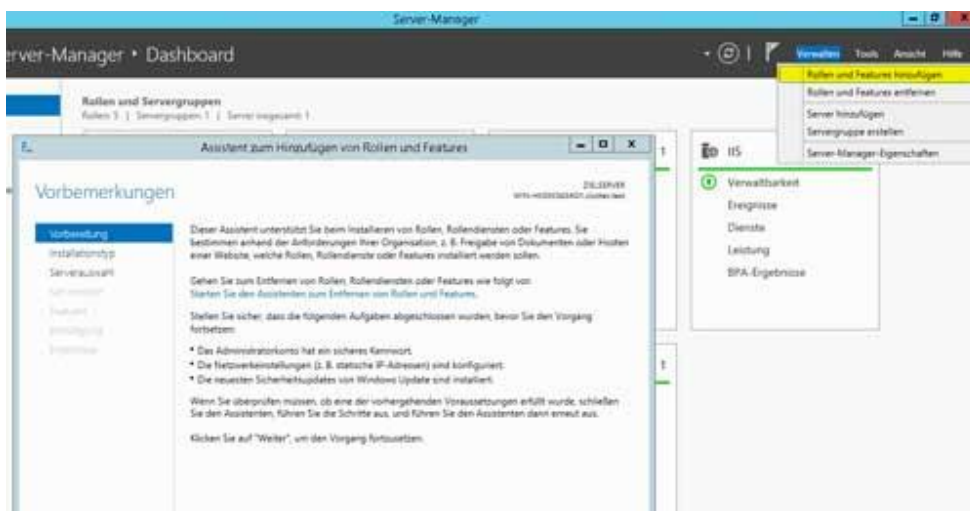 Server-Manager
erver-Manager • Dashboard
Verwalten Tools Ansicht Hilfe
Rollen und Features hinzufügen
Rollen und Features entfernen
Server hinzufügen
Servergruppe erstellen
Server-Manager-Eigenschaften
Rollen und Servergruppen
Rollen 5 | Servergruppen 1 | Server insgesamt 1
Assistent zum Hinzufügen von Rollen und Features
Vorbemerkungen
ZIELSERVER
Vorbereitung
Installationstyp
Serverauswahl
Dieser Assistent unterstützt Sie beim Installieren von Rollen, Rollendiensten oder Features. Sie
bestimmen anhand der Anforderungen Ihrer Organisation, z. B. Freigabe von Dokumenten oder Hosten
einer Website, welche Rollen, Rollendienste oder Features installiert werden sollen.
Gehen Sie zum Entfernen von Rollen, Rollendiensten oder Features wie folgt vor:
Starten Sie den Assistenten zum Entfernen von Rollen und Features.
Stellen Sie sicher, dass die folgenden Aufgaben abgeschlossen wurden, bevor Sie den Vorgang
fortsetzen:
• Das Administratorkonto hat ein sicheres Kennwort.
• Die Netzwerkeinstellungen (z. B. statische IP-Adressen) sind konfiguriert.
• Die neuesten Sicherheitsupdates von Windows Update sind installiert.
Wenn Sie überprüfen müssen, ob eine der vorhergehenden Voraussetzungen erfüllt wurde, schließen
Sie den Assistenten, führen Sie die Schritte aus, und führen Sie den Assistenten dann erneut aus.
Klicken Sie auf "Weiter", um den Vorgang fortzusetzen.
1
IIS
Verwaltbarkeit
Ereignisse
Dienste
Leistung
BPA-Ergebnisse
1